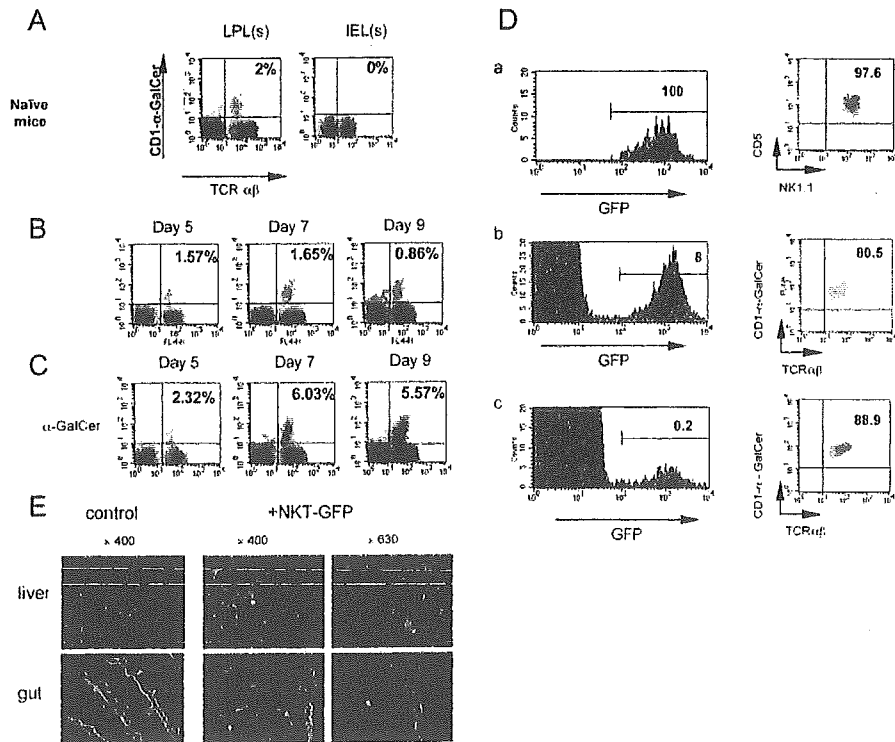 A
LPL(s)
IEL(s)
Naïve
mice
CD1-α-GalCer
2%
0%
TCR αβ
B
Day 5
Day 7
Day 9
1.57%
1.65%
0.86%
C
Day 5
Day 7
Day 9
α-GalCer
2.32%
6.03%
5.57%
D
a
Counts
100
GFP
97.6
CD5
NK1.1
b
Counts
8
GFP
80.5
CD1-α-GalCer
TCRαβ
c
Counts
0.2
GFP
88.9
CD1-α - GalCer
TCRαβ
E
control
+NKT-GFP
x 400
x 400
x 630
liver
gut